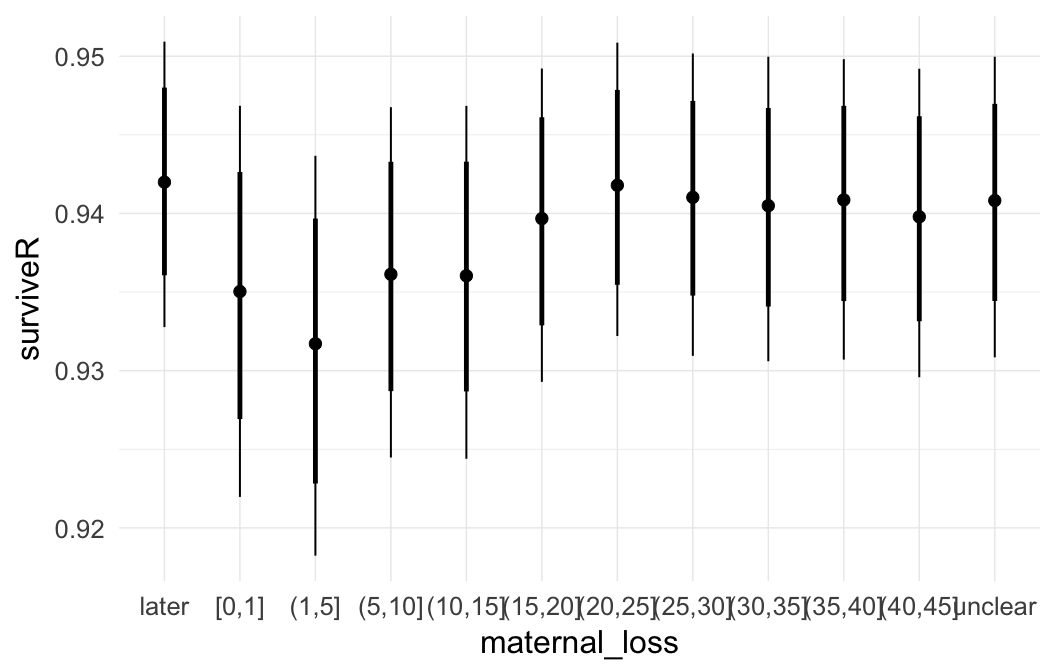 0.95
0.94
0.93
0.92
surviveR
later [0,1] (1,5] (5,10] (10,15] (15,20] (20,25] (25,30] (30,35] (35,40] (40,45] unclear
maternal_loss